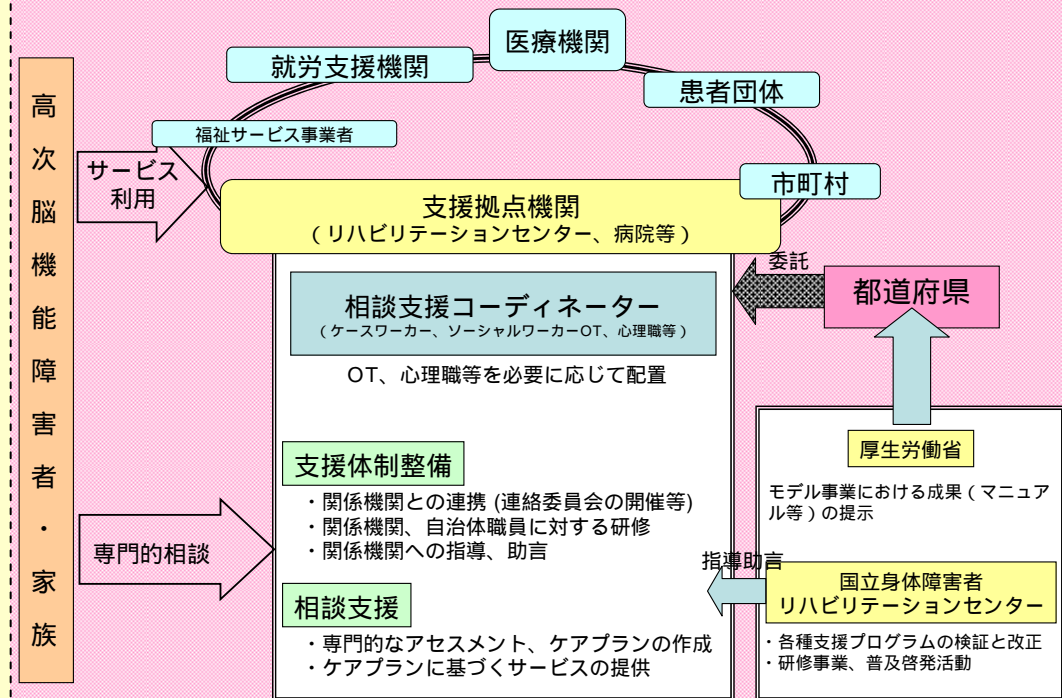 医療機関
就労支援機関
患者団体
福祉サービス事業者
市町村
高次脳機能障害者・家族
サービス
利用
支援拠点機関
（リハビリテーションセンター、病院等）
委託
都道府県
相談支援コーディネーター
（ケースワーカー、ソーシャルワーカーOT、心理職等）
OT、心理職等を必要に応じて配置
支援体制整備
・関係機関との連携 (連絡委員会の開催等)
・関係機関、自治体職員に対する研修
・関係機関への指導、助言
専門的相談
相談支援
・専門的なアセスメント、ケアプランの作成
・ケアプランに基づくサービスの提供
厚生労働省
モデル事業における成果（マニュ
アル等）の提示
指導助言
国立身体障害者
リハビリテーションセンター
・各種支援プログラムの検証と改正
・研修事業、普及啓発活動